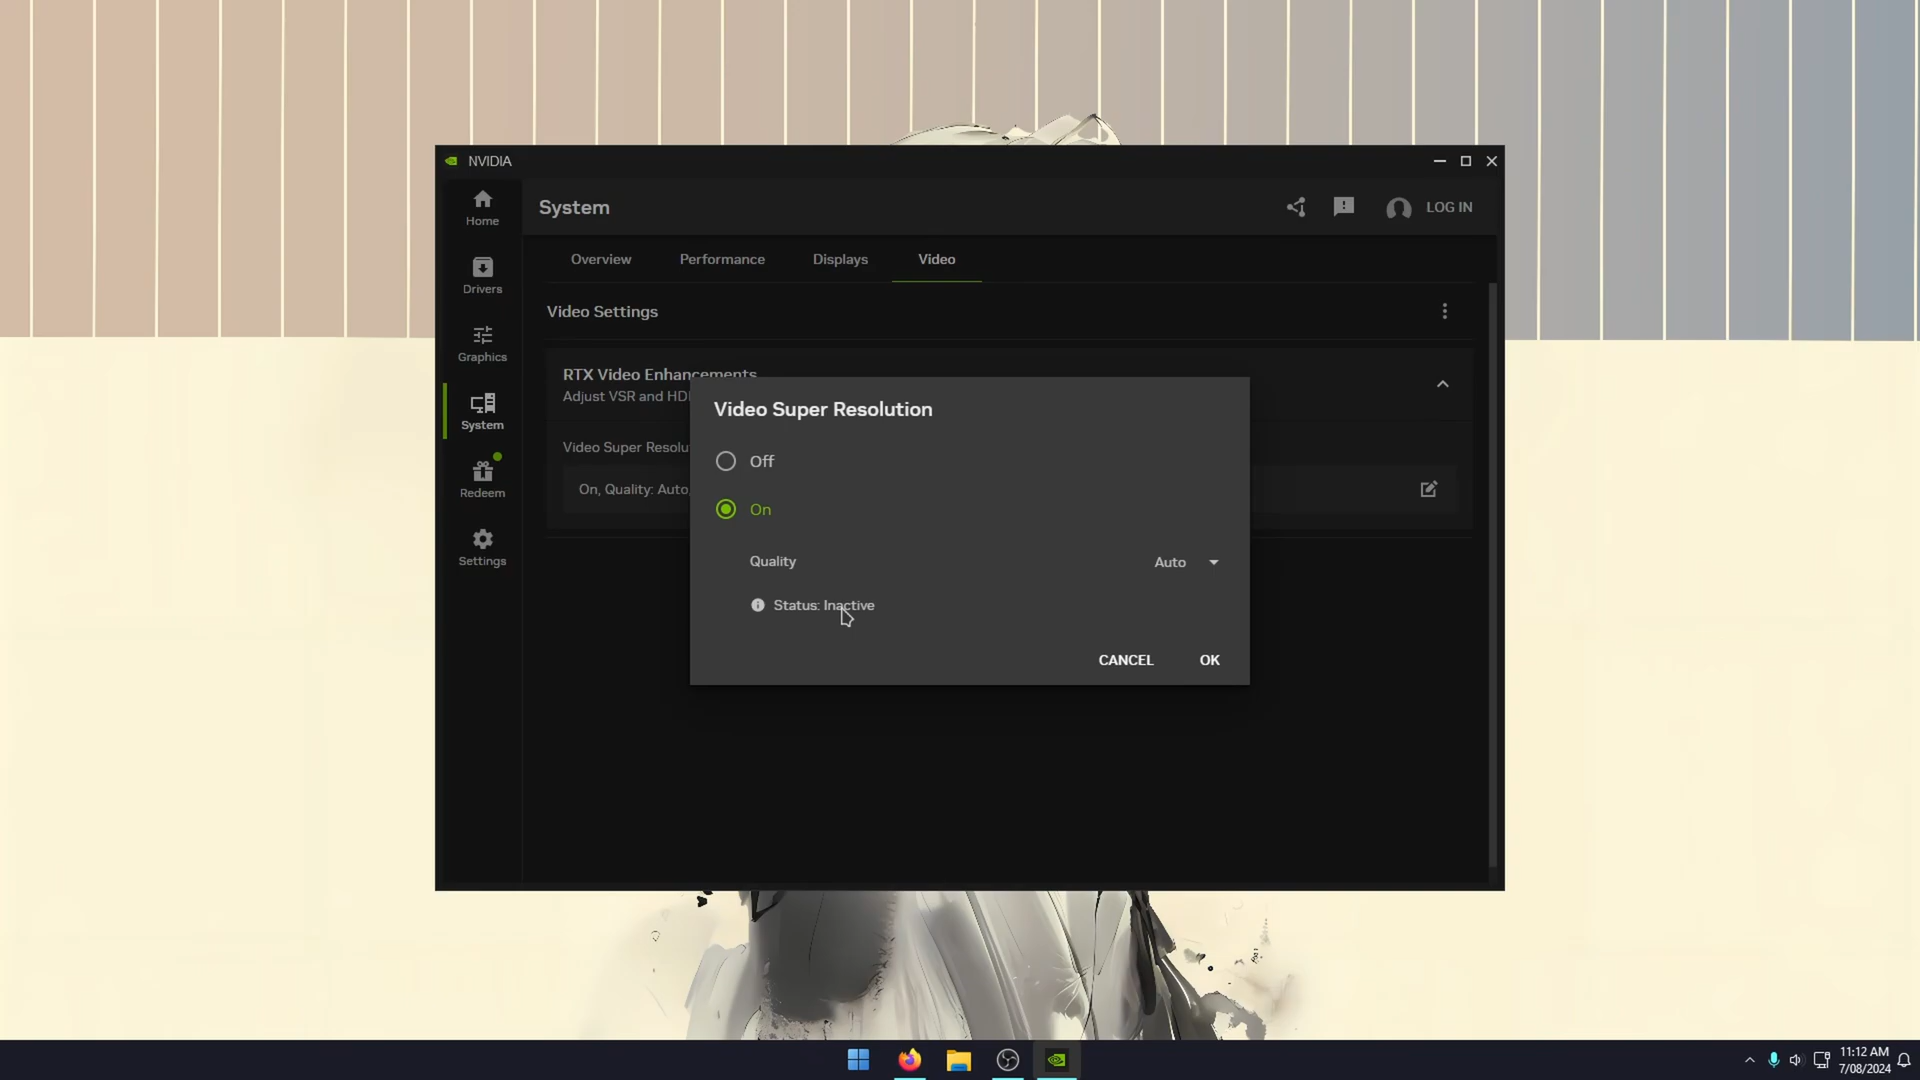 NVIDIA
Home
System
LOG IN
Drivers
Overview
Performance
Displays
Video
Graphics
Video Settings
RTX Video Enhancements
Adjust VSR and HD
System
Video Super Resolu
On, Quality: Auto,
Redeem
Settings
Video Super Resolution
Off
On
Quality
Auto
Status: Inactive
CANCEL
OK
11:12 AM
7/08/2024